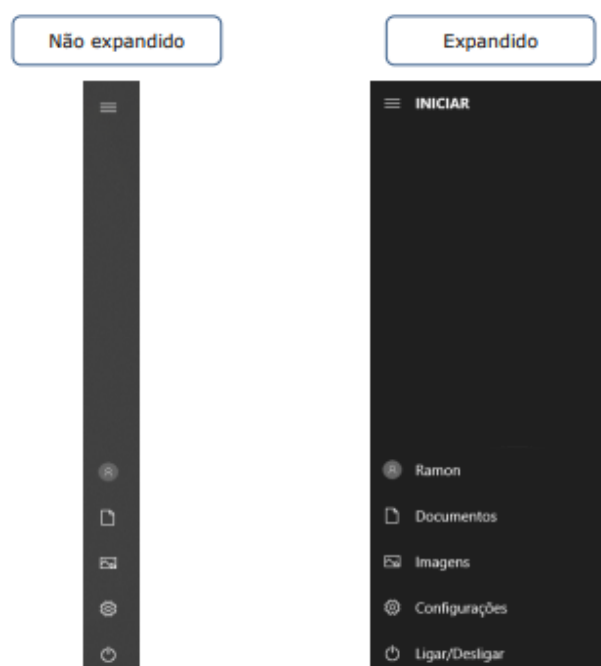 Não expandido
Expandido
INICIAR
Ramon
Documentos
Imagens
Configurações
Ligar/Desligar